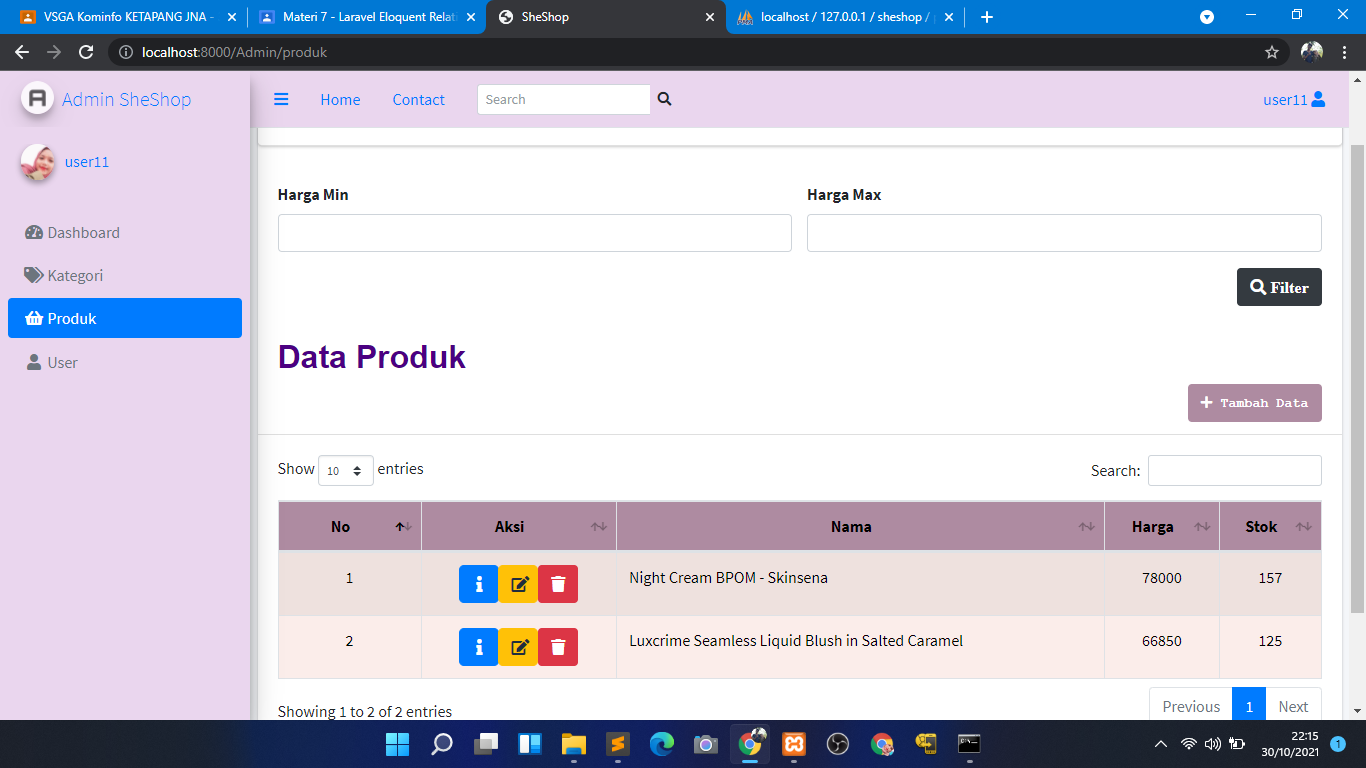 VSGA Kominfo KETAPANG JNA -
Materi 7 - Laravel Eloquent Relati
SheShop
localhost / 127.0.0.1 / sheshop / p
localhost:8000/Admin/produk
Admin SheShop
Home
Contact
Search
user11
user11
Dashboard
Kategori
Produk
User
Harga Min
Harga Max
Filter
Data Produk
Tambah Data
Show 10 entries
Search:
No Aksi Nama Harga Stok
1 Night Cream BPOM - Skinsena 78000 157
2 Luxcrime Seamless Liquid Blush in Salted Caramel 66850 125
Showing 1 to 2 of 2 entries
Previous 1 Next
22:15
30/10/2021
1